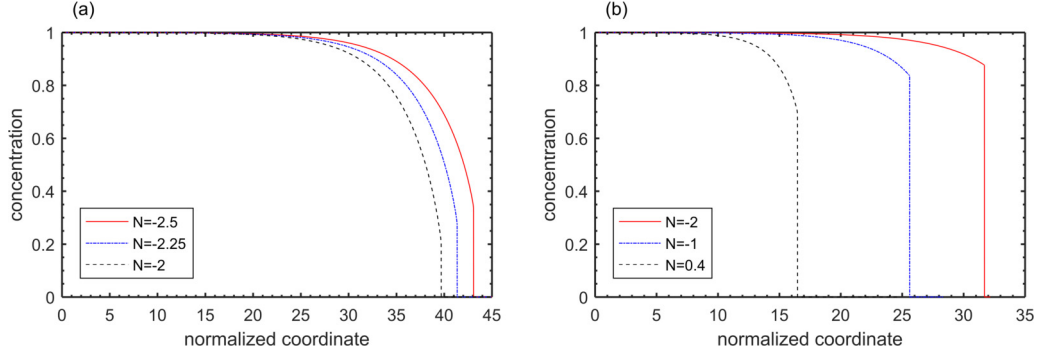 (a)
1
0.8
0.6
0.4
0.2
0
concentration
N=-2.5
N=-2.25
N=-2
0 5 10 15 20 25 30 35 40 45
normalized coordinate
(b)
1
0.8
0.6
0.4
0.2
0
concentration
N=-2
N=-1
N=0.4
0 5 10 15 20 25 30 35
normalized coordinate